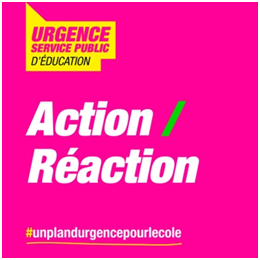 URGENCE
SERVICE PUBLIC
D'ÉDUCATION
Action /
Réaction
#unplandurgencepourlecole